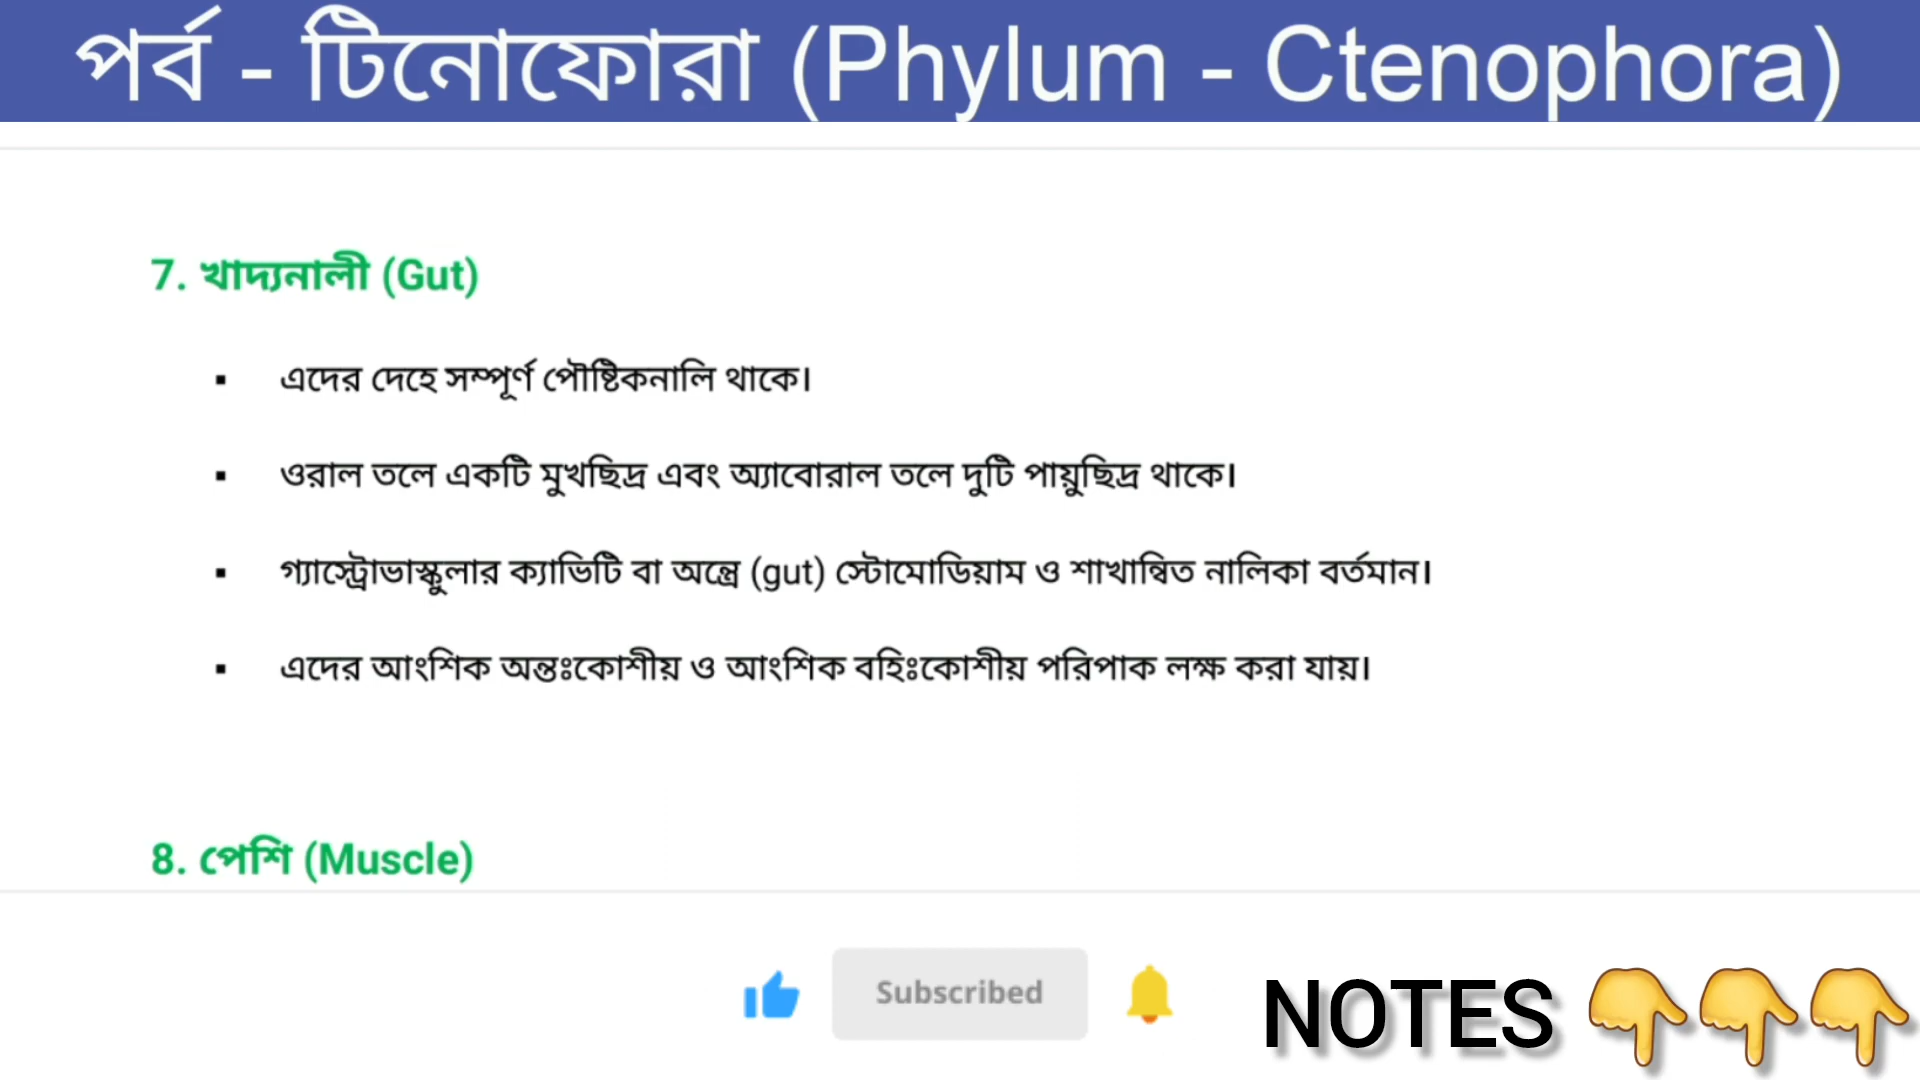 পর্ব - টিনোফোরা (Phylum - Ctenophora)
7. খাদ্যনালী (Gut)
▪ এদের দেহে সম্পূর্ণ পৌষ্টিকনালি থাকে।
▪ ওরাল তলে একটি মুখছিদ্র এবং অ্যাবোরাল তলে দুটি পায়ুছিদ্র থাকে।
▪ গ্যাস্ট্রোভাস্কুলার ক্যাভিটি বা অন্ত্রে (gut) স্টোমোডিয়াম ও শাখান্বিত নালিকা বর্তমান।
▪ এদের আংশিক অন্তঃকোশীয় ও আংশিক বহিঃকোশীয় পরিপাক লক্ষ করা যায়।
8. পেশি (Muscle)
Subscribed
NOTES 👇👇👇